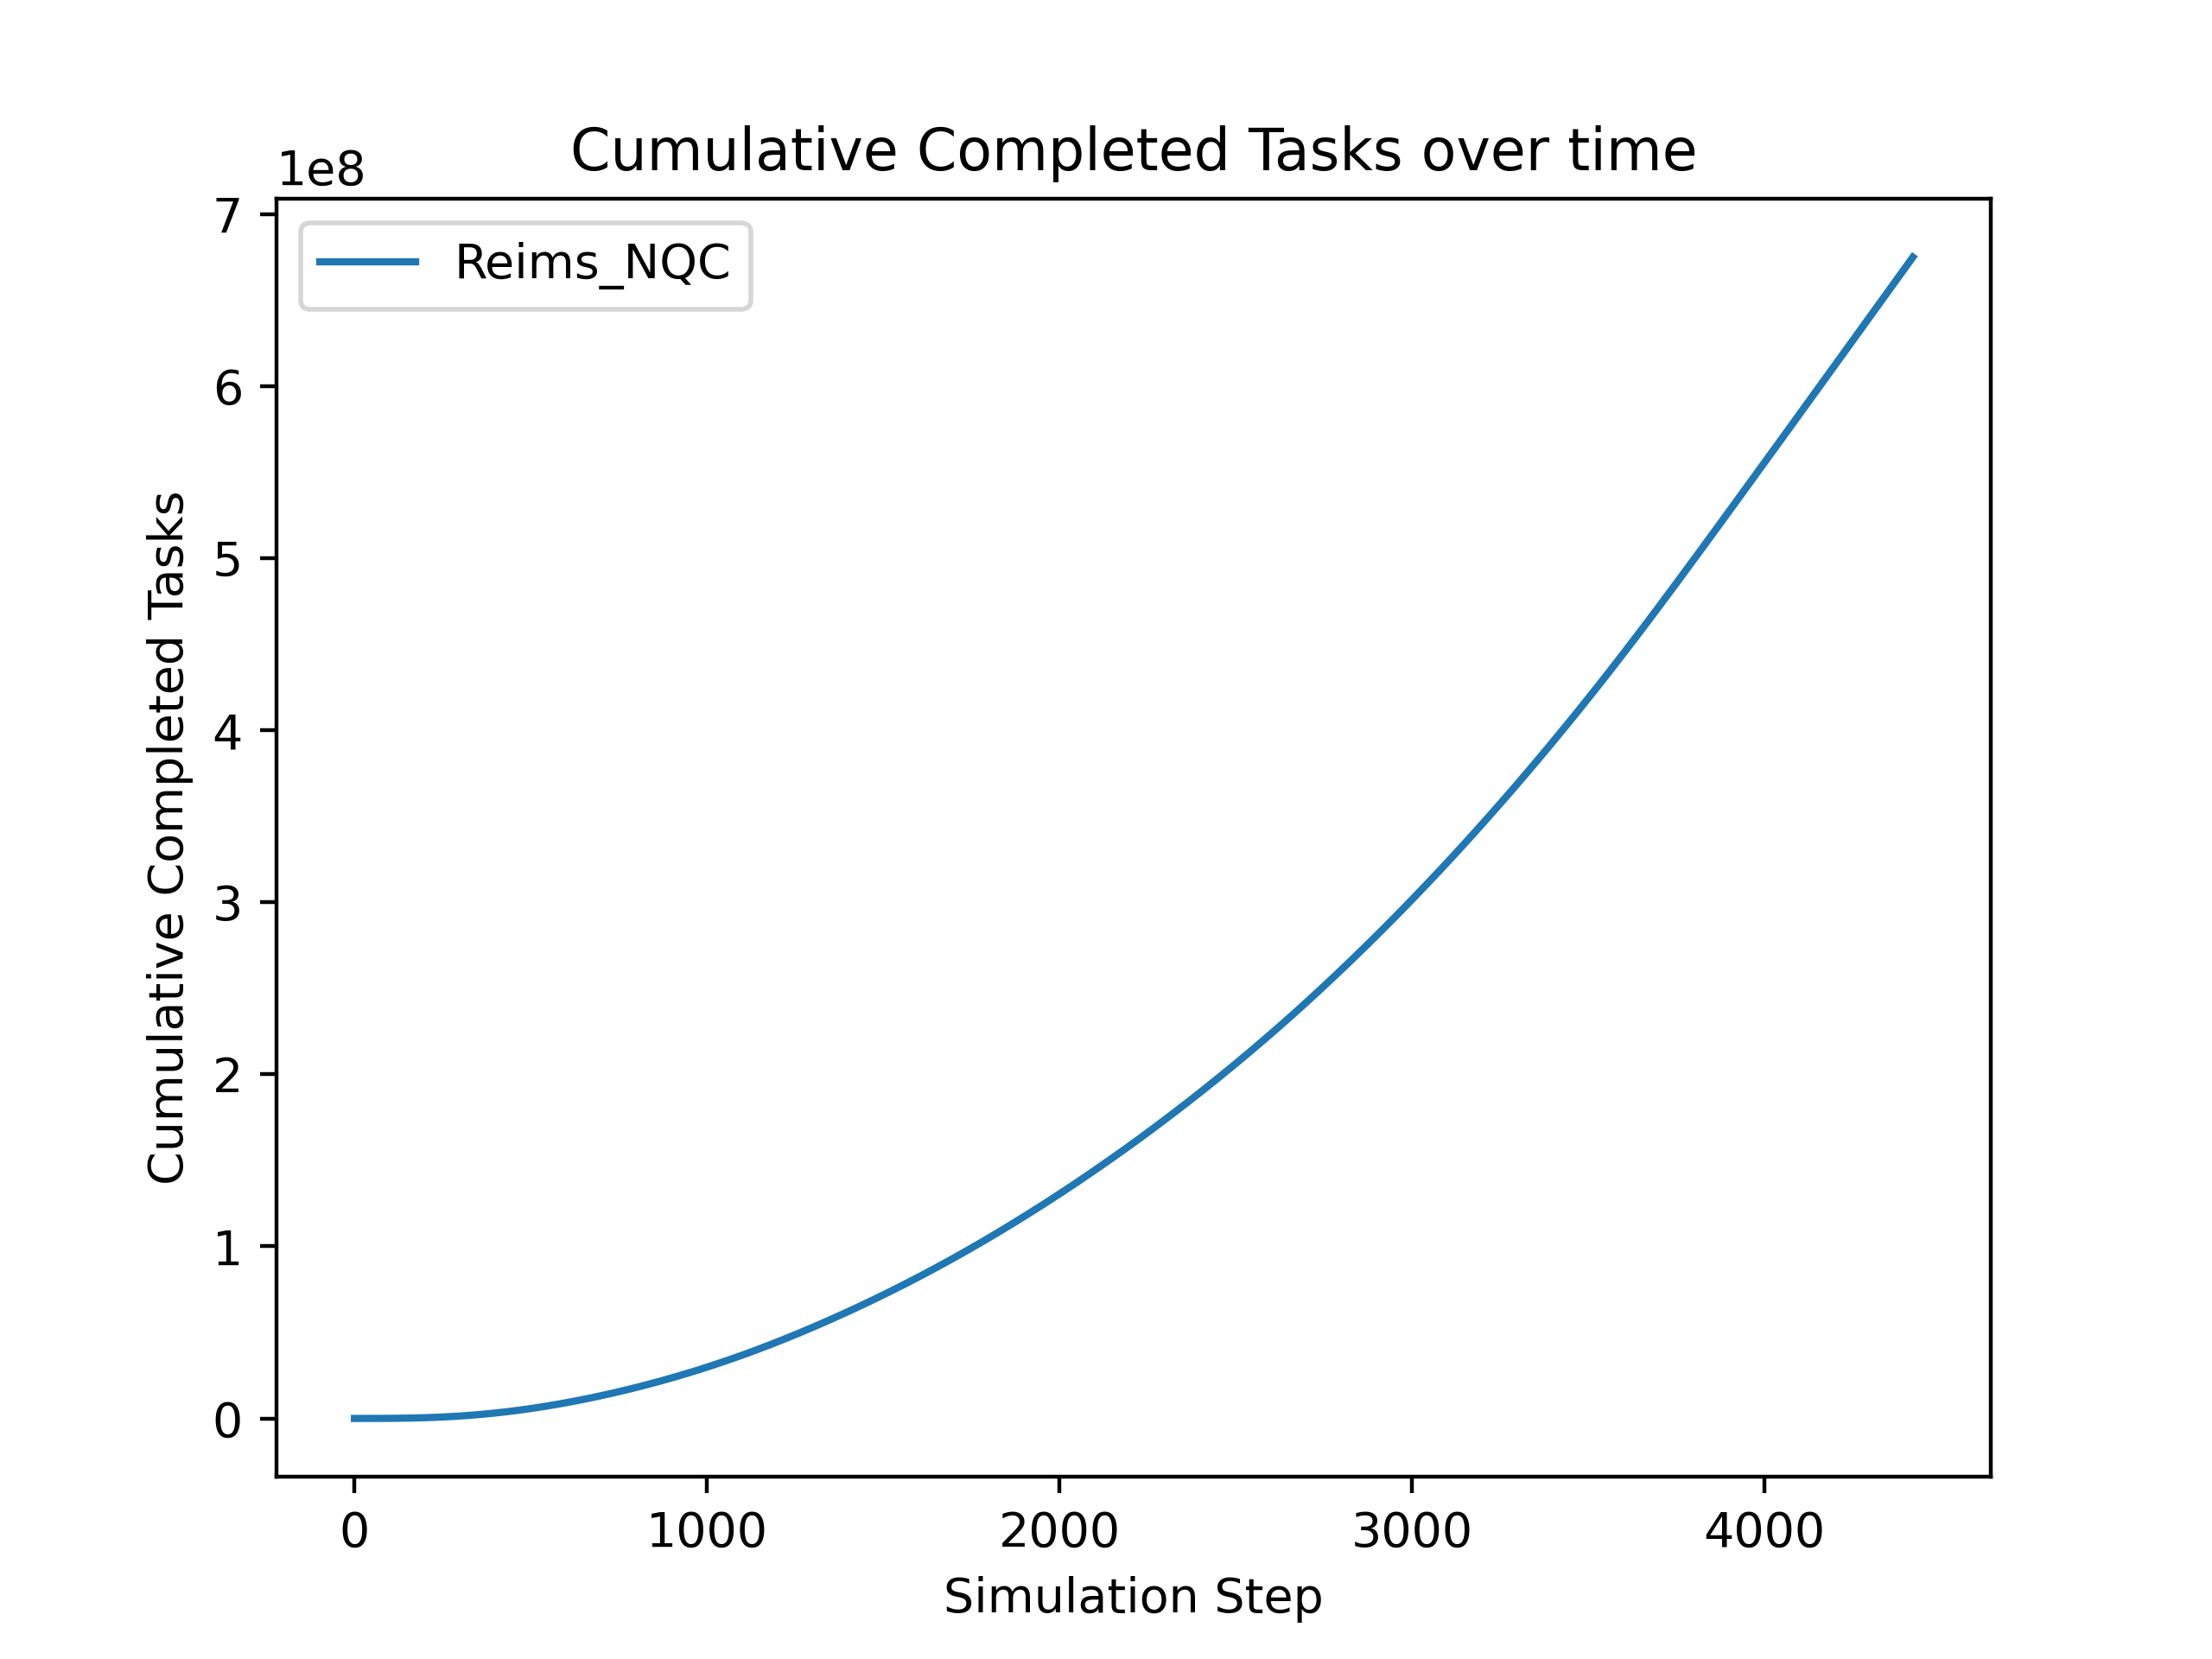 Cumulative Completed Tasks over time
1e8
7
6
5
4
3
2
1
0
Cumulative Completed Tasks
Reims_NQC
0 1000 2000 3000 4000
Simulation Step